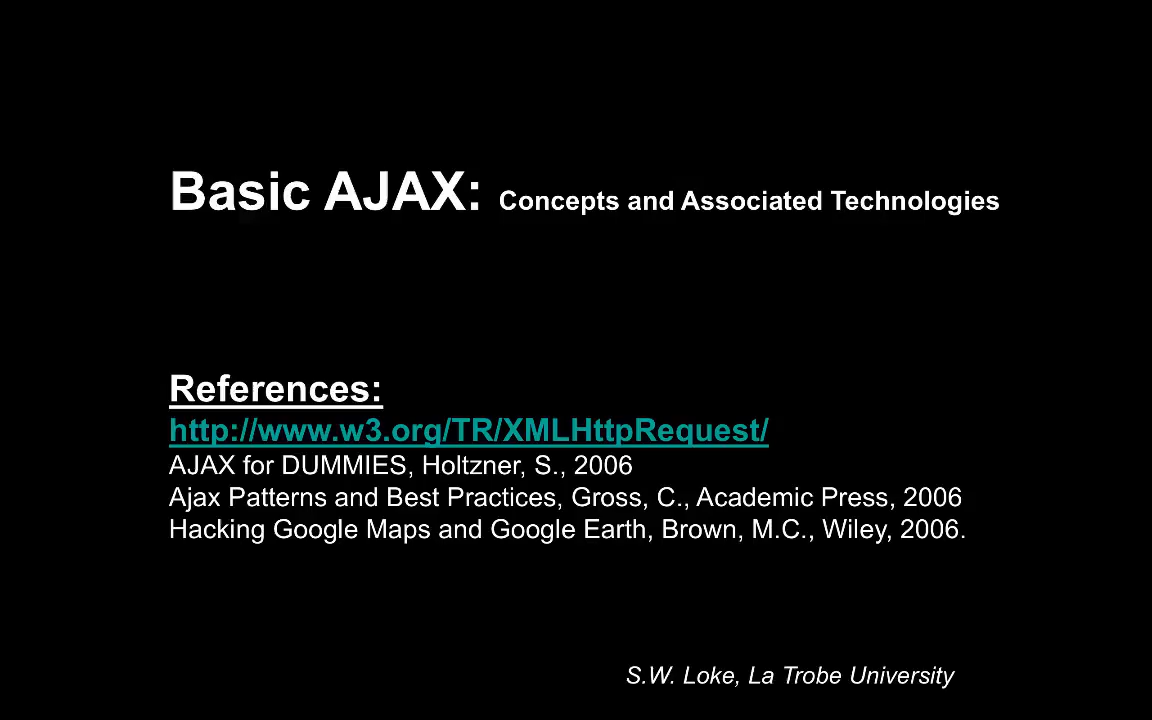 Basic AJAX: Concepts and Associated Technologies
References:
http://www.w3.org/TR/XMLHttpRequest/
AJAX for DUMMIES, Holtzner, S., 2006
Ajax Patterns and Best Practices, Gross, C., Academic Press, 2006
Hacking Google Maps and Google Earth, Brown, M.C., Wiley, 2006.
S.W. Loke, La Trobe University